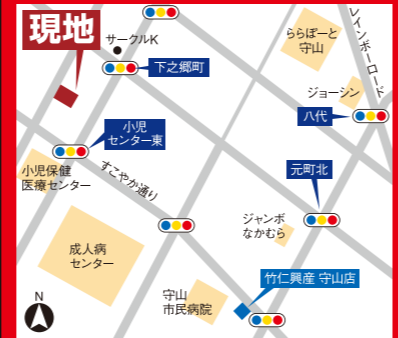 現地
サークルK
下之郷町
ららぽーと
守山
レインボーロード
ジョーシン
八代
小児
センター東
小児保健
医療センター
すこやか通り
元町北
ジャンボ
なかむら
成人病
センター
守山
市民病院
竹仁興産 守山店
N